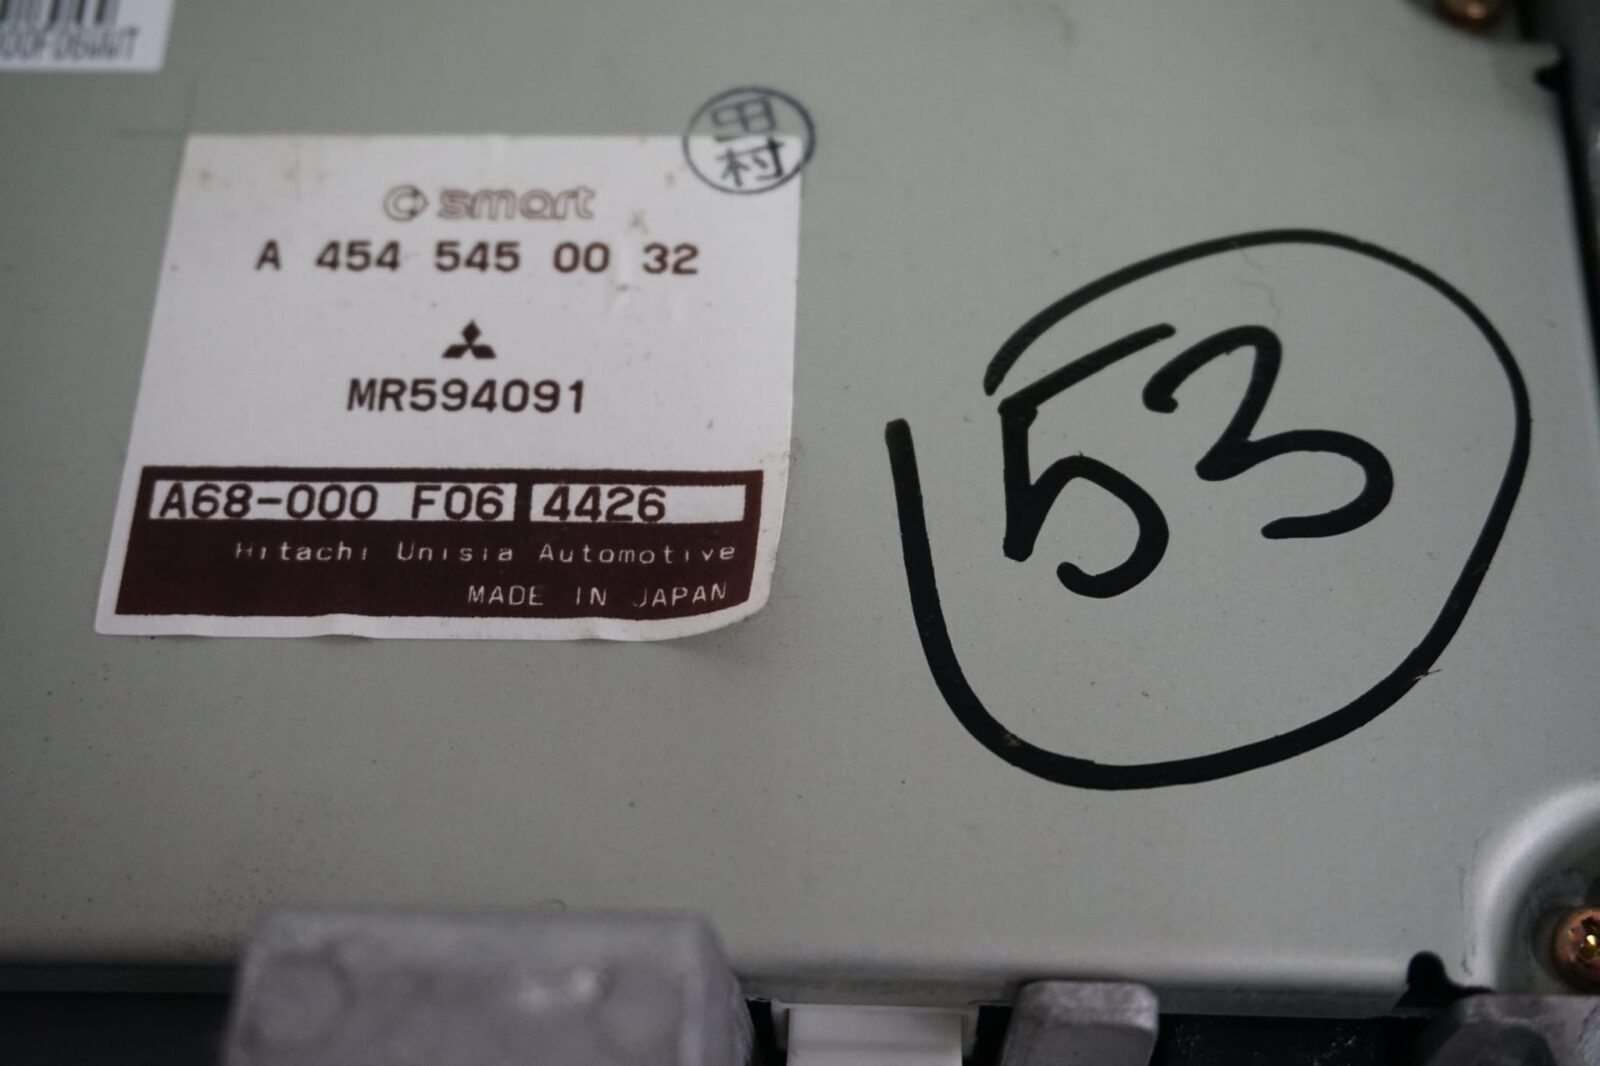 田
村
smart
A 454 545 00 32
MR594091
A68-000 F06 4426
Hitachi Unisia Automotive
MADE IN JAPAN
53